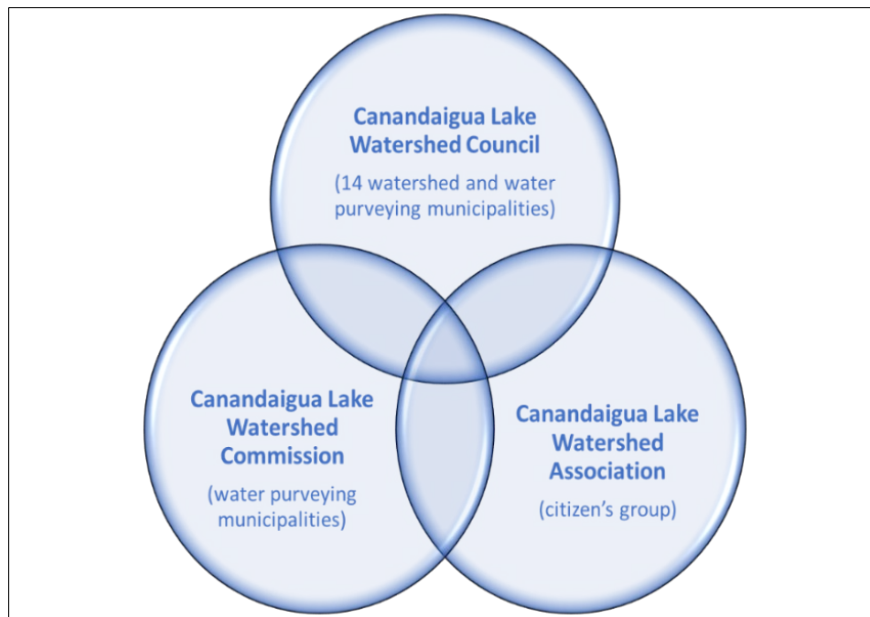 Canandaigua Lake
Watershed Council
(14 watershed and water
purveying municipalities)
Canandaigua Lake
Watershed
Commission
(water purveying
municipalities)
Canandaigua Lake
Watershed
Association
(citizen’s group)